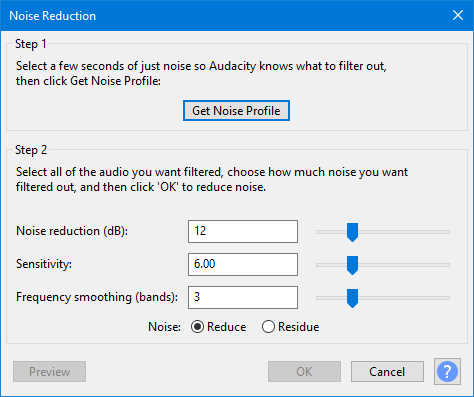 Noise Reduction
Step 1
Select a few seconds of just noise so Audacity knows what to filter out,
then click Get Noise Profile:
Get Noise Profile
Step 2
Select all of the audio you want filtered, choose how much noise you want
filtered out, and then click 'OK' to reduce noise.
Noise reduction (dB): 12
Sensitivity: 6.00
Frequency smoothing (bands): 3
Noise: Reduce Residue
Preview OK Cancel ?